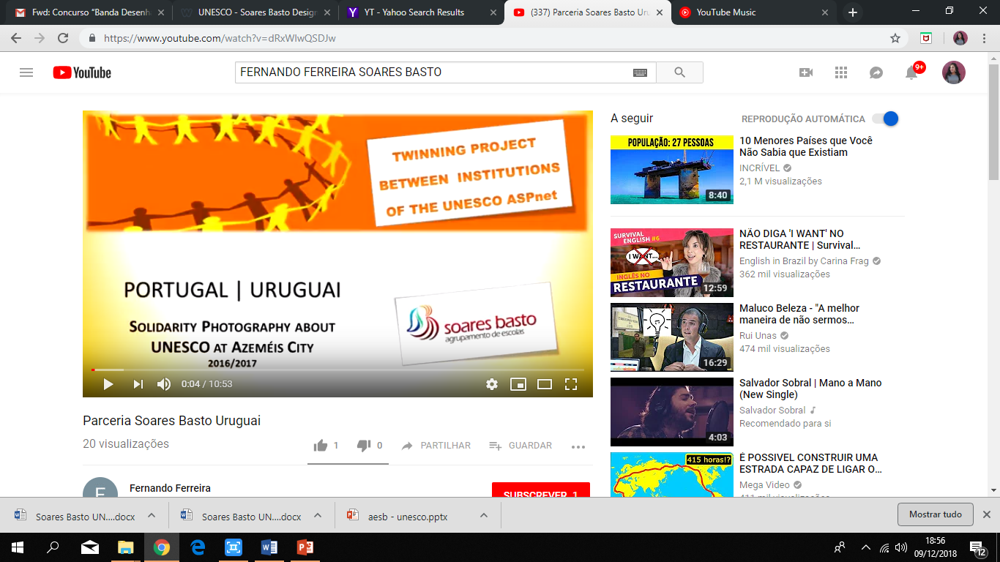 Fwd: Concurso "Banda Desenha
UNESCO - Soares Basto Design
YT - Yahoo Search Results
(337) Parceria Soares Basto Uru
YouTube Music
https://www.youtube.com/watch?v=dRxWlwQSDJw
YouTube
FERNANDO FERREIRA SOARES BASTO
9+
TWINNING PROJECT
BETWEEN INSTITUTIONS
OF THE UNESCO ASPnet
PORTUGAL | URUGUAI
SOLIDARITY PHOTOGRAPHY ABOUT
UNESCO AT AZEMÉIS CITY
2016/2017
soares basto
agrupamento de escolas
0:04 / 10:53
Parceria Soares Basto Uruguai
20 visualizações
1
0
PARTILHAR
GUARDAR
Fernando Ferreira
SUBSCREVER 1
A seguir
REPRODUÇÃO AUTOMÁTICA
POPULAÇÃO: 27 PESSOAS
8:40
10 Menores Países que Você
Não Sabia que Existiam
INCRÍVEL
2,1 M visualizações
SURVIVAL
ENGLISH #6
I WANT...
INGLÊS NO
RESTAURANTE
12:59
NÃO DIGA 'I WANT' NO
RESTAURANTE | Survival...
English in Brazil by Carina Frag
362 mil visualizações
16:29
Maluco Beleza - "A melhor
maneira de não sermos...
Rui Unas
474 mil visualizações
4:03
Salvador Sobral | Mano a Mano
(New Single)
Salvador Sobral
Recomendado para si
415 horas!?
É POSSIVEL CONSTRUIR UMA
ESTRADA CAPAZ DE LIGAR O...
Mega Video
411 mil visualizações
Soares Basto UN....docx
Soares Basto UN....docx
aesb - unesco.pptx
Mostrar tudo
18:56
09/12/2018
12